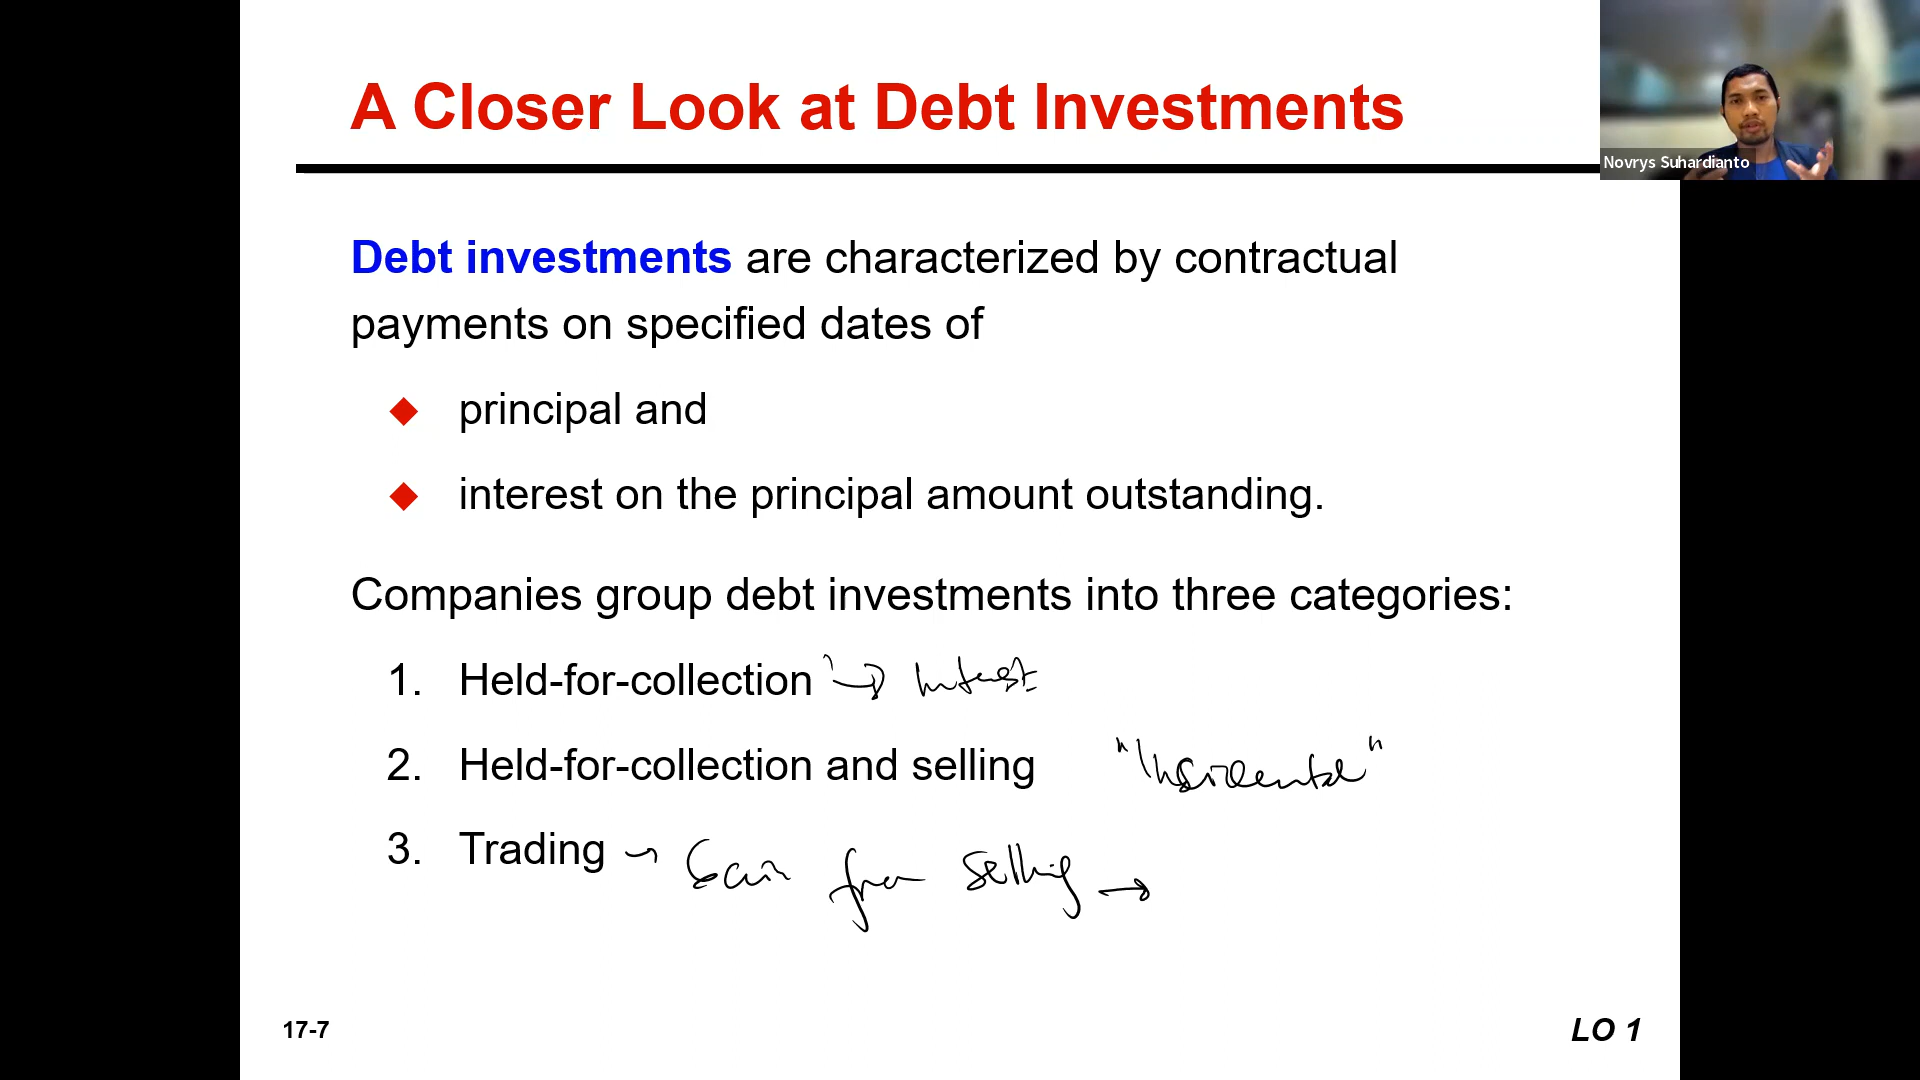 A Closer Look at Debt Investments
Novrys Suhardianto
Debt investments are characterized by contractual
payments on specified dates of
◆ principal and
◆ interest on the principal amount outstanding.
Companies group debt investments into three categories:
1. Held-for-collection → Interest
2. Held-for-collection and selling "Incidental"
3. Trading → Gain from selling →
17-7
LO 1